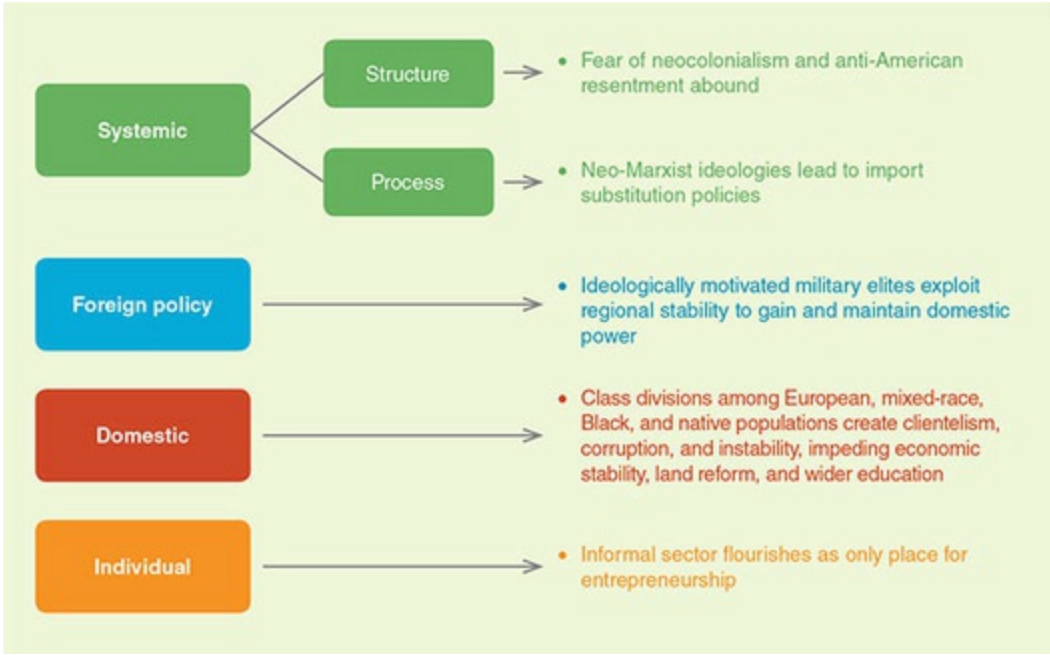 Systemic
Structure
• Fear of neocolonialism and anti-American
resentment abound
Process
• Neo-Marxist ideologies lead to import
substitution policies
Foreign policy
• Ideologically motivated military elites exploit
regional stability to gain and maintain domestic
power
Domestic
• Class divisions among European, mixed-race,
Black, and native populations create clientelism,
corruption, and instability, impeding economic
stability, land reform, and wider education
Individual
• Informal sector flourishes as only place for
entrepreneurship